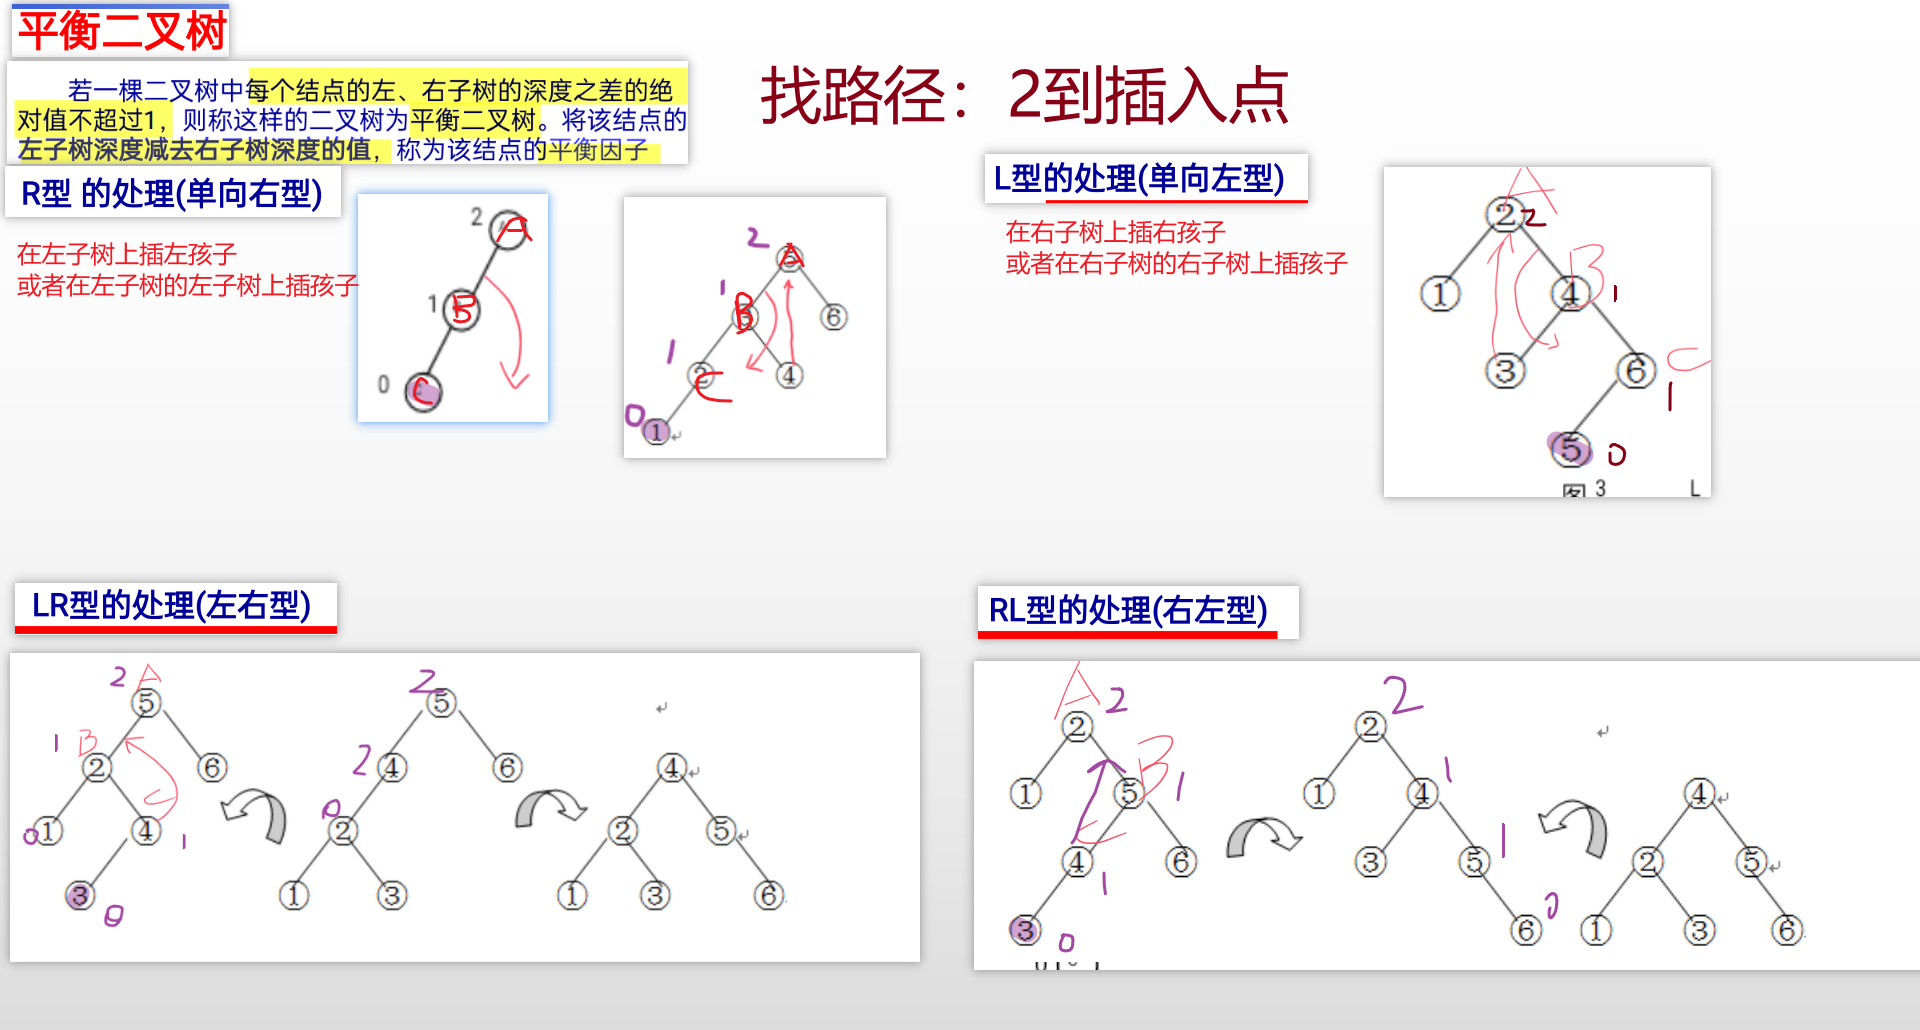 平衡二叉树
若一棵二叉树中每个结点的左、右子树的深度之差的绝
对值不超过1，则称这样的二叉树为平衡二叉树。将该结点的
左子树深度减去右子树深度的值，称为该结点的平衡因子
找路径：2到插入点
R型 的处理(单向右型)
在左子树上插左孩子
或者在左子树的左子树上插孩子
2 A
1 B
0 C
2 A
1 B ⑥
1 ② C ④
0 ①
L型的处理(单向左型)
在右子树上插右孩子
或者在右子树的右子树上插孩子
A
② 2
① ④ B 1
③ ⑥ C
1
⑤ 0
图 3 L
LR型的处理(左右型)
2 A
⑤
1 B
② ⑥
C
0 ① ④ 1
③ 0
2
⑤
2 ④ ⑥
0
②
① ③
④
② ⑤
① ③ ⑥
RL型的处理(右左型)
A 2
②
B
① ⑤ 1
C
④ ⑥
1
③ 0
2
②
1
① ④
1
③ ⑤
0
⑥
④
② ⑤
① ③ ⑥